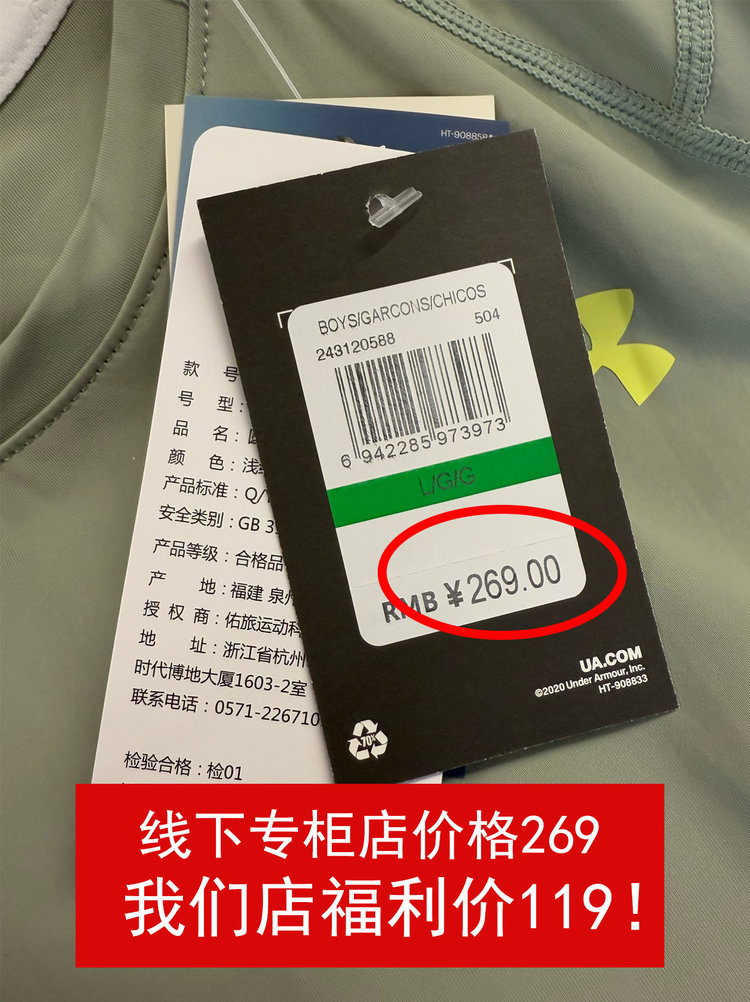 HT-908858
BOYS/GARCONS/CHICOS
504
243120588
6 942285 973973
L/G/G
RMB ¥269.00
UA.COM
©2020 Under Armour, Inc.
HT-908833
70%
款 号
号 型:
品 名:
颜 色:浅
产品标准:Q/
安全类别:GB 3
产品等级:合格品
产 地:福建 泉州
授 权 商:佑旅运动科
地 址:浙江省杭州
时代博地大厦1603-2室
联系电话:0571-226710
检验合格:检01
线下专柜店价格269
我们店福利价119!